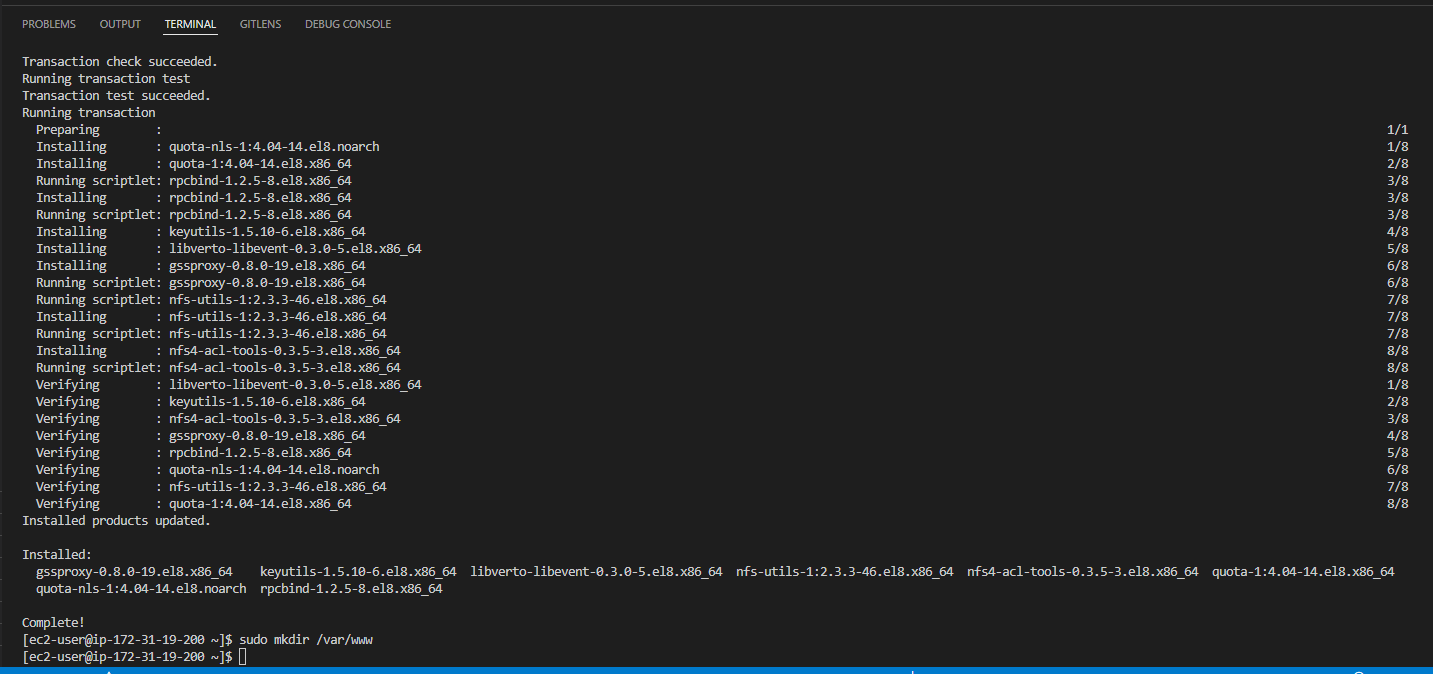 PROBLEMS OUTPUT TERMINAL GITLENS DEBUG CONSOLE
Transaction check succeeded.
Running transaction test
Transaction test succeeded.
Running transaction
  Preparing        :                                                        1/1
  Installing       : quota-nls-1:4.04-14.el8.noarch                         1/8
  Installing       : quota-1:4.04-14.el8.x86_64                             2/8
  Running scriptlet: rpcbind-1.2.5-8.el8.x86_64                             3/8
  Installing       : rpcbind-1.2.5-8.el8.x86_64                             3/8
  Running scriptlet: rpcbind-1.2.5-8.el8.x86_64                             3/8
  Installing       : keyutils-1.5.10-6.el8.x86_64                           4/8
  Installing       : libverto-libevent-0.3.0-5.el8.x86_64                   5/8
  Installing       : gssproxy-0.8.0-19.el8.x86_64                           6/8
  Running scriptlet: gssproxy-0.8.0-19.el8.x86_64                           6/8
  Running scriptlet: nfs-utils-1:2.3.3-46.el8.x86_64                        7/8
  Installing       : nfs-utils-1:2.3.3-46.el8.x86_64                        7/8
  Running scriptlet: nfs-utils-1:2.3.3-46.el8.x86_64                        7/8
  Installing       : nfs4-acl-tools-0.3.5-3.el8.x86_64                      8/8
  Running scriptlet: nfs4-acl-tools-0.3.5-3.el8.x86_64                      8/8
  Verifying        : libverto-libevent-0.3.0-5.el8.x86_64                   1/8
  Verifying        : keyutils-1.5.10-6.el8.x86_64                           2/8
  Verifying        : nfs4-acl-tools-0.3.5-3.el8.x86_64                      3/8
  Verifying        : gssproxy-0.8.0-19.el8.x86_64                           4/8
  Verifying        : rpcbind-1.2.5-8.el8.x86_64                             5/8
  Verifying        : quota-nls-1:4.04-14.el8.noarch                         6/8
  Verifying        : nfs-utils-1:2.3.3-46.el8.x86_64                        7/8
  Verifying        : quota-1:4.04-14.el8.x86_64                             8/8
Installed products updated.
Installed:
  gssproxy-0.8.0-19.el8.x86_64    keyutils-1.5.10-6.el8.x86_64  libverto-libevent-0.3.0-5.el8.x86_64  nfs-utils-1:2.3.3-46.el8.x86_64  nfs4-acl-tools-0.3.5-3.el8.x86_64  quota-1:4.04-14.el8.x86_64
  quota-nls-1:4.04-14.el8.noarch  rpcbind-1.2.5-8.el8.x86_64
Complete!
[ec2-user@ip-172-31-19-200 ~]$ sudo mkdir /var/www
[ec2-user@ip-172-31-19-200 ~]$